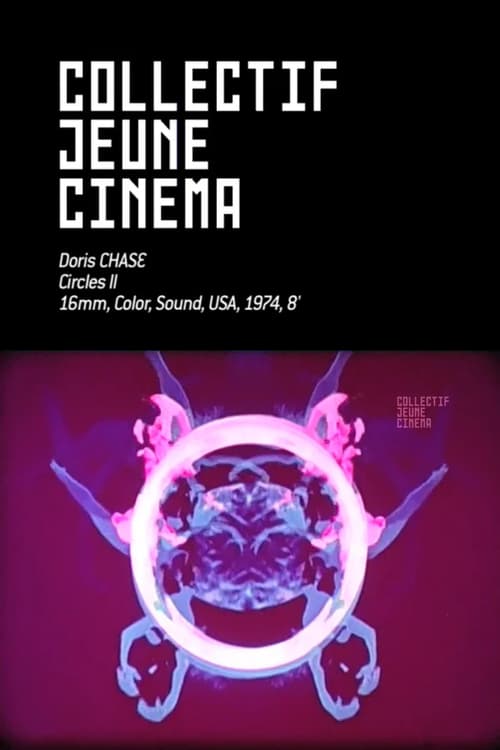 COLLECTIF
JEUNE
CINEMA
Doris CHASE
Circles II
16mm, Color, Sound, USA, 1974, 8'
COLLECTIF
JEUNE
CINEMA